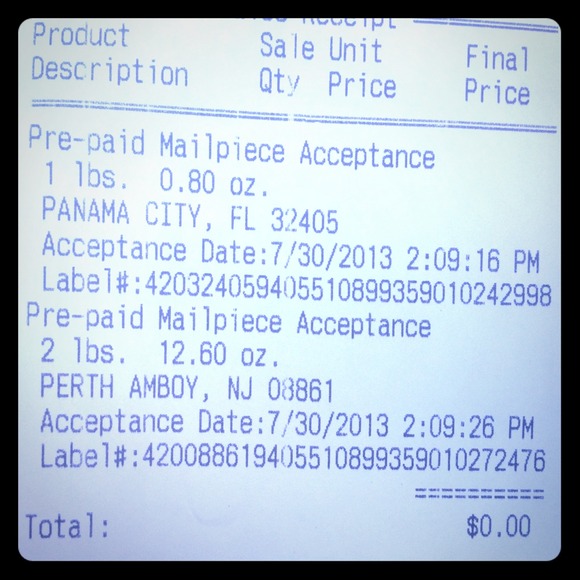 Receipt
Product Sale Unit Final
Description Qty Price Price
Pre-paid Mailpiece Acceptance
1 lbs. 0.80 oz.
PANAMA CITY, FL 32405
Acceptance Date:7/30/2013 2:09:16 PM
Label#:420324059405510899359010242998
Pre-paid Mailpiece Acceptance
2 lbs. 12.60 oz.
PERTH AMBOY, NJ 08861
Acceptance Date:7/30/2013 2:09:26 PM
Label#:420088619405510899359010272476
Total: $0.00